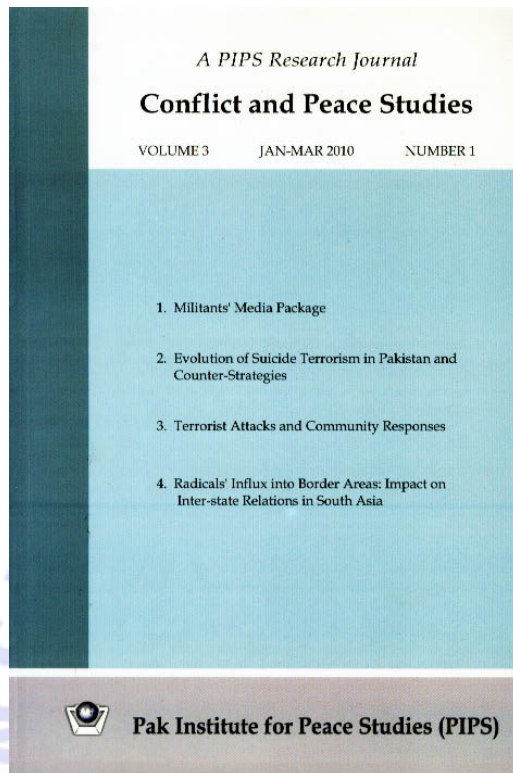 A PIPS Research Journal
Conflict and Peace Studies
VOLUME 3 JAN-MAR 2010 NUMBER 1
1. Militants' Media Package
2. Evolution of Suicide Terrorism in Pakistan and
Counter-Strategies
3. Terrorist Attacks and Community Responses
4. Radicals' Influx into Border Areas: Impact on
Inter-state Relations in South Asia
Pak Institute for Peace Studies (PIPS)